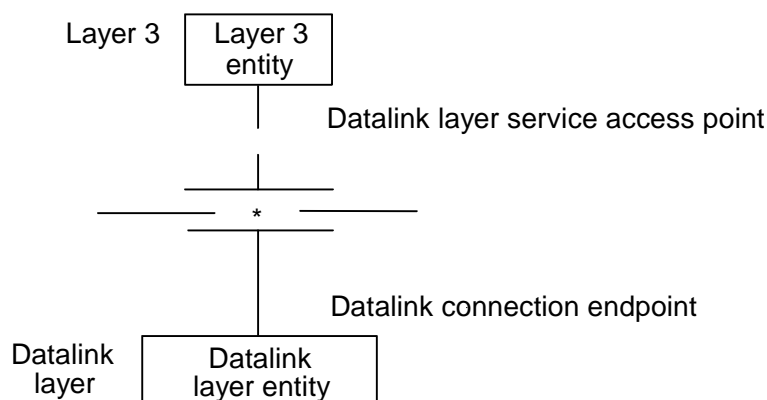 Layer 3
Layer 3
entity
Datalink layer service access point
*
Datalink connection endpoint
Datalink
layer
Datalink
layer entity